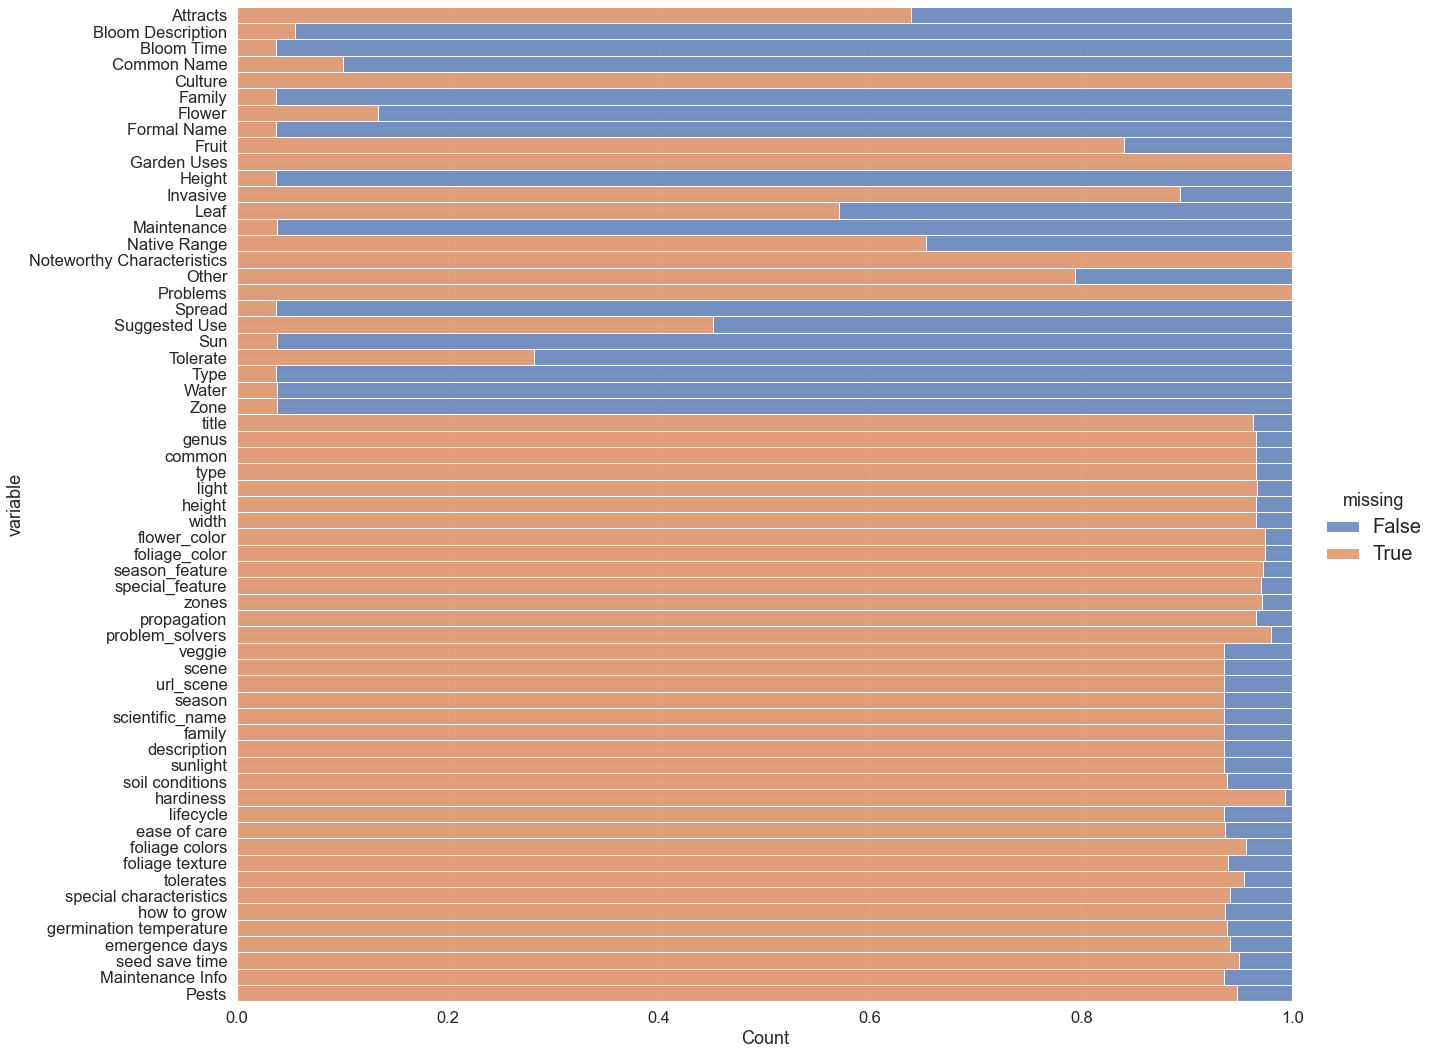 Attracts
Bloom Description
Bloom Time
Common Name
Culture
Family
Flower
Formal Name
Fruit
Garden Uses
Height
Invasive
Leaf
Maintenance
Native Range
Noteworthy Characteristics
Other
Problems
Spread
Suggested Use
Sun
Tolerate
Type
Water
Zone
title
genus
common
type
light
height
width
flower_color
foliage_color
season_feature
special_feature
zones
propagation
problem_solvers
veggie
scene
url_scene
season
scientific_name
family
description
sunlight
soil conditions
hardiness
lifecycle
ease of care
foliage colors
foliage texture
tolerates
special characteristics
how to grow
germination temperature
emergence days
seed save time
Maintenance Info
Pests
variable
0.0 0.2 0.4 0.6 0.8 1.0
Count
missing
False
True